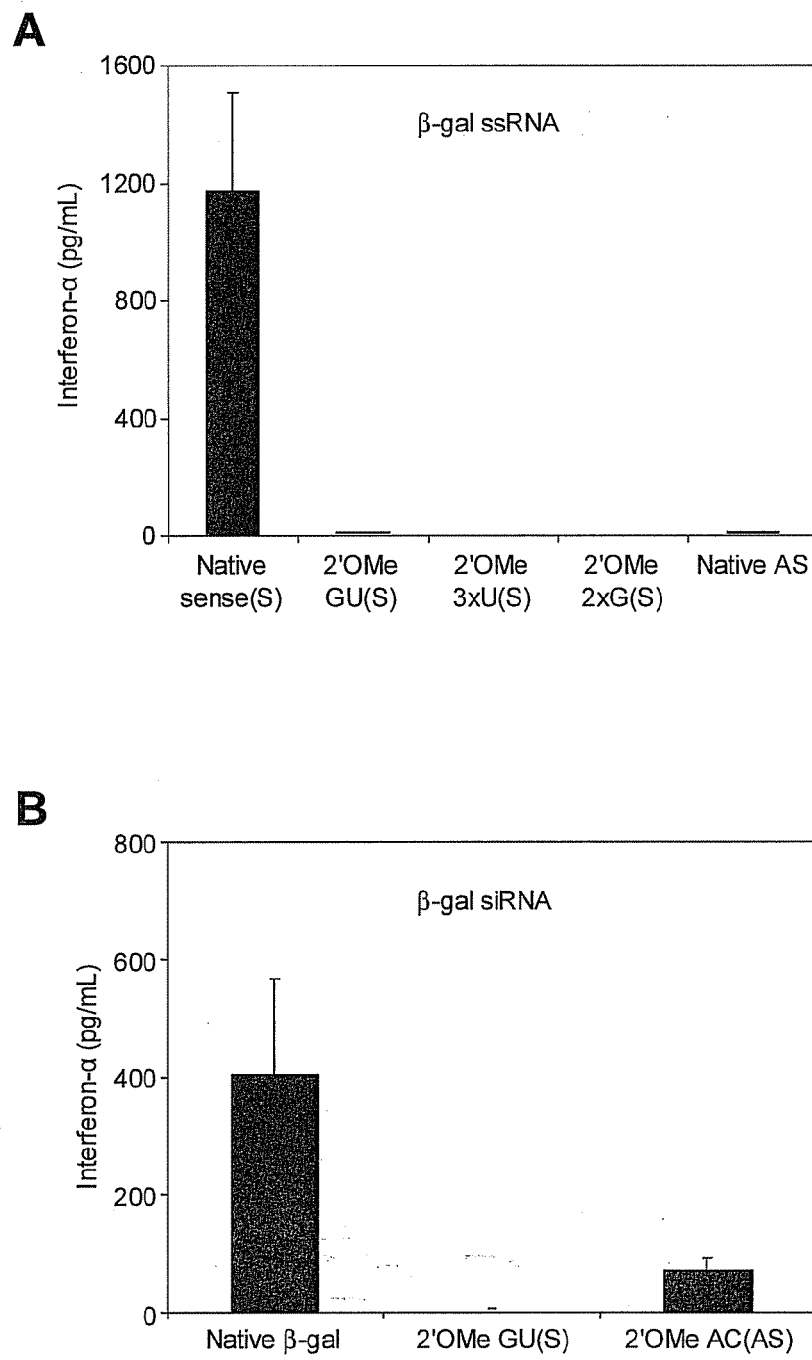 A
1600
β-gal ssRNA
1200
800
400
0
Interferon-α (pg/mL)
Native sense(S)
2'OMe GU(S)
2'OMe 3xU(S)
2'OMe 2xG(S)
Native AS
B
800
β-gal siRNA
600
400
200
0
Interferon-α (pg/mL)
Native β-gal
2'OMe GU(S)
2'OMe AC(AS)